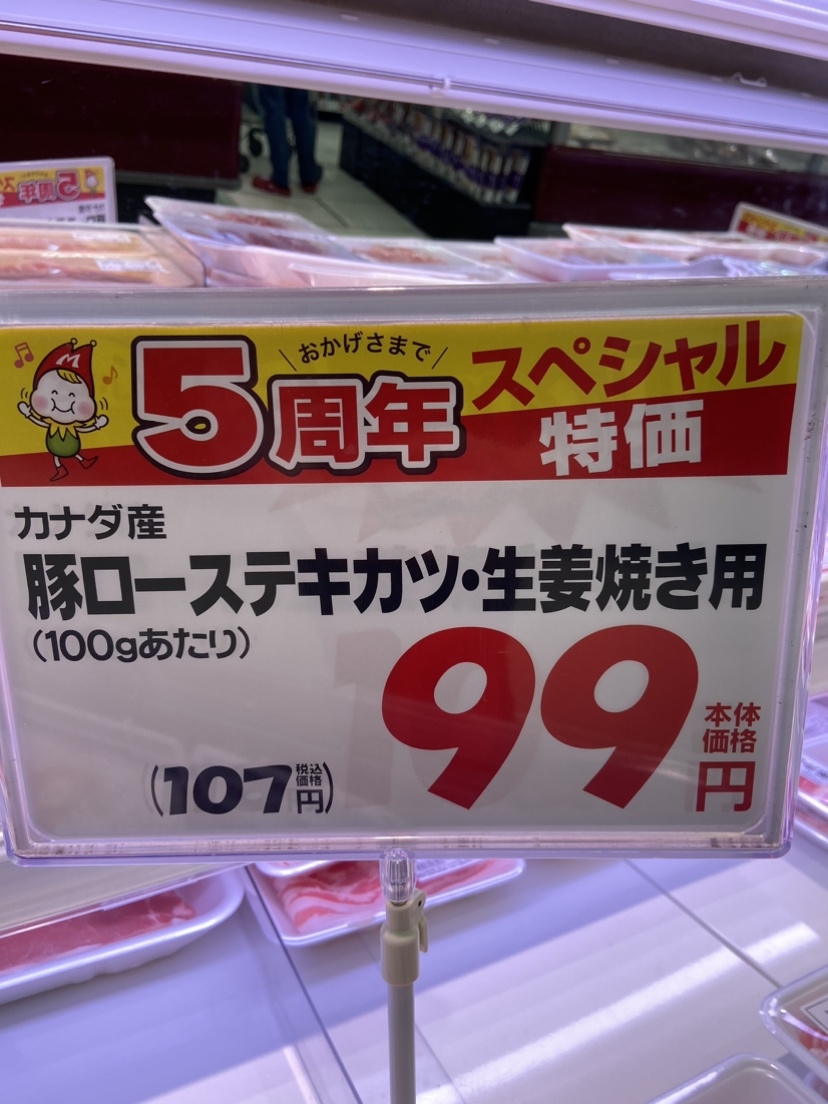 おかげさまで
5周年
スペシャル
特価
カナダ産
豚ローステキカツ・生姜焼き用
(100gあたり)
99
本体
価格
円
(107税込価格円)